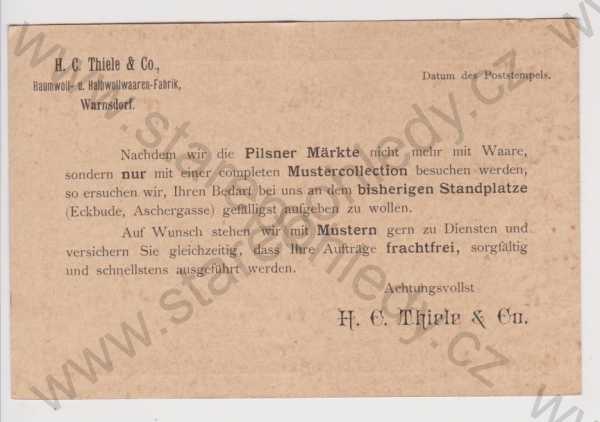 H. C. Thiele & Co.,
Baumwoll- u. Halbwollwaaren-Fabrik,
Warnsdorf.
Datum des Poststempels.
Nachdem wir die Pilsner Märkte nicht mehr mit Waare,
sondern nur mit einer completen Mustercollection besuchen werden,
so ersuchen wir, Ihren Bedarf bei uns an dem bisherigen Standplatze
(Eckbude, Aschergasse) gefälligst aufgeben zu wollen.
Auf Wunsch stehen wir mit Mustern gern zu Diensten und
versichern Sie gleichzeitig, dass Ihre Aufträge frachtfrei, sorgfältig
und schnellstens ausgeführt werden.
Achtungsvollst
H. C. Thiele & Co.
www.starepohledy.cz